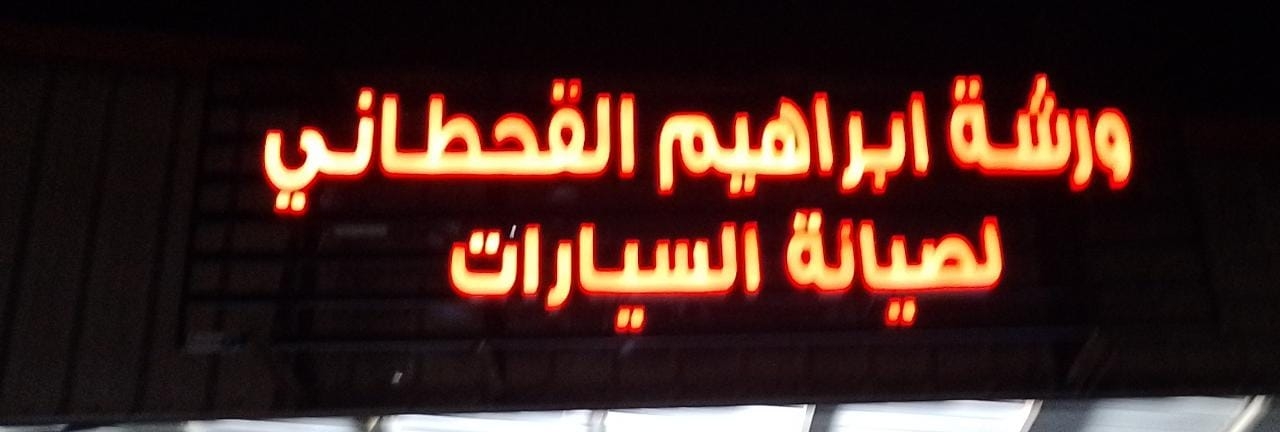 ورشة ابراهيم القحطاني
لصيانة السيارات